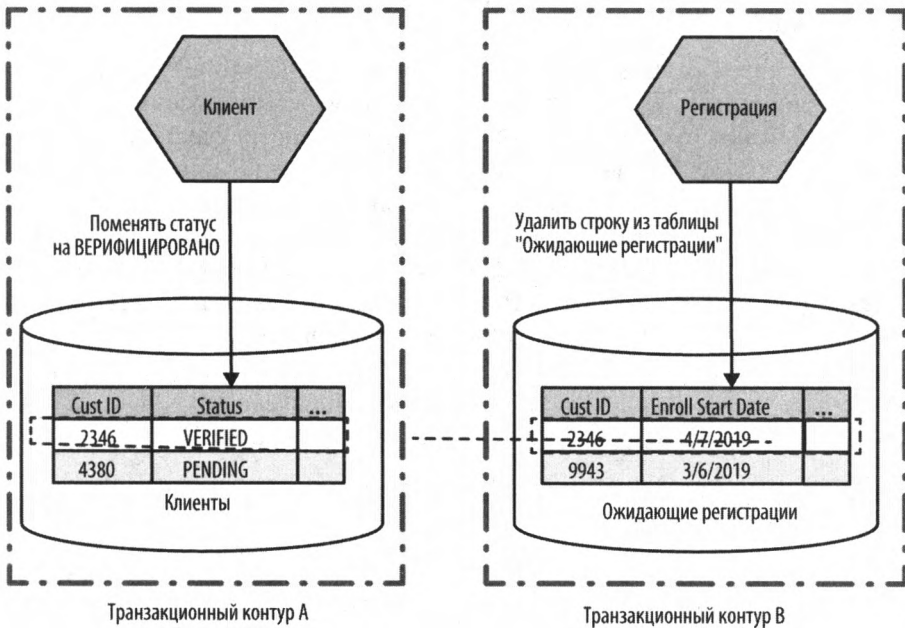 Клиент
Поменять статус
на ВЕРИФИЦИРОВАНО
Cust ID Status ...
2346 VERIFIED
4380 PENDING
Клиенты
Транзакционный контур A
Регистрация
Удалить строку из таблицы
"Ожидающие регистрации"
Cust ID Enroll Start Date ...
2346 4/7/2019
9943 3/6/2019
Ожидающие регистрации
Транзакционный контур B